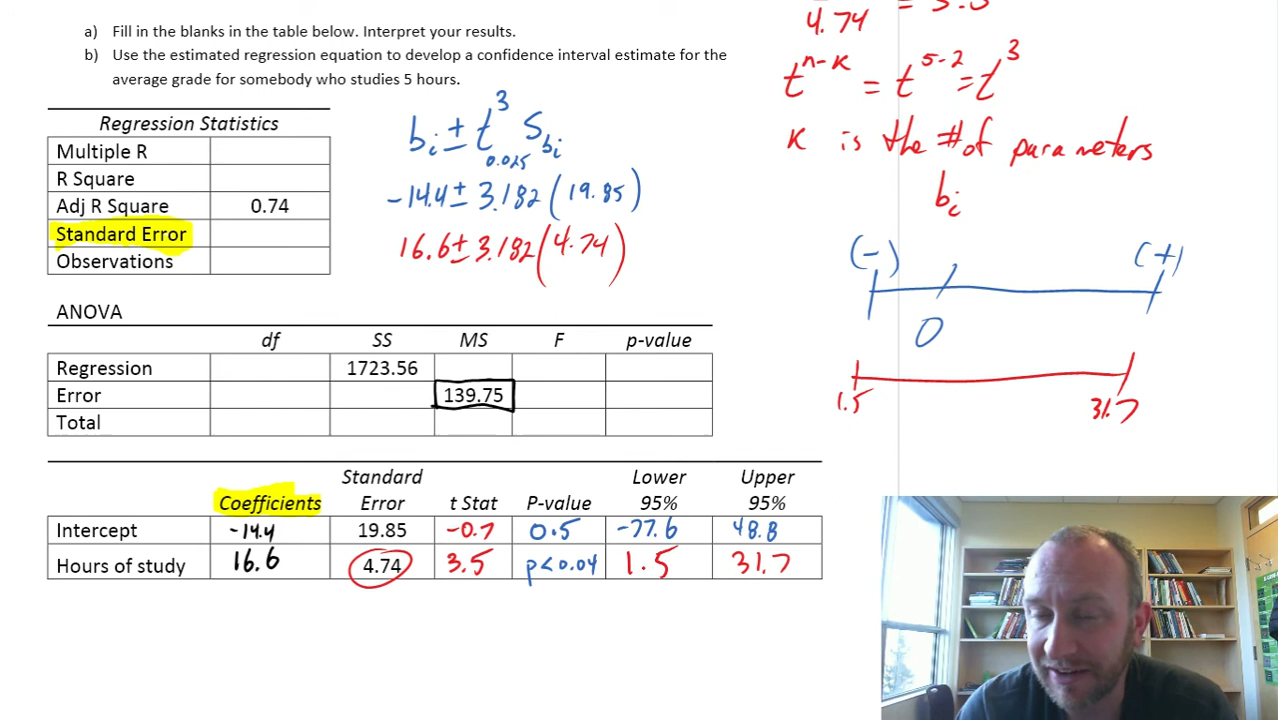 a) Fill in the blanks in the table below. Interpret your results.
b) Use the estimated regression equation to develop a confidence interval estimate for the
average grade for somebody who studies 5 hours.
4.74
t^n-k = t^5-2 = t^3
k is the # of parameters
bi
Regression Statistics
Multiple R
R Square
Adj R Square 0.74
Standard Error
Observations
bi ± t^3 0.025 Sbi
-14.4 ± 3.182 (19.85)
16.6 ± 3.182 (4.74)
(-) (+)
0
1.5 31.7
ANOVA
df SS MS F p-value
Regression 1723.56
Error 139.75
Total
Standard Lower Upper
Coefficients Error t Stat P-value 95% 95%
Intercept -14.4 19.85 -0.7 0.5 -77.6 48.8
Hours of study 16.6 4.74 3.5 p<0.04 1.5 31.7